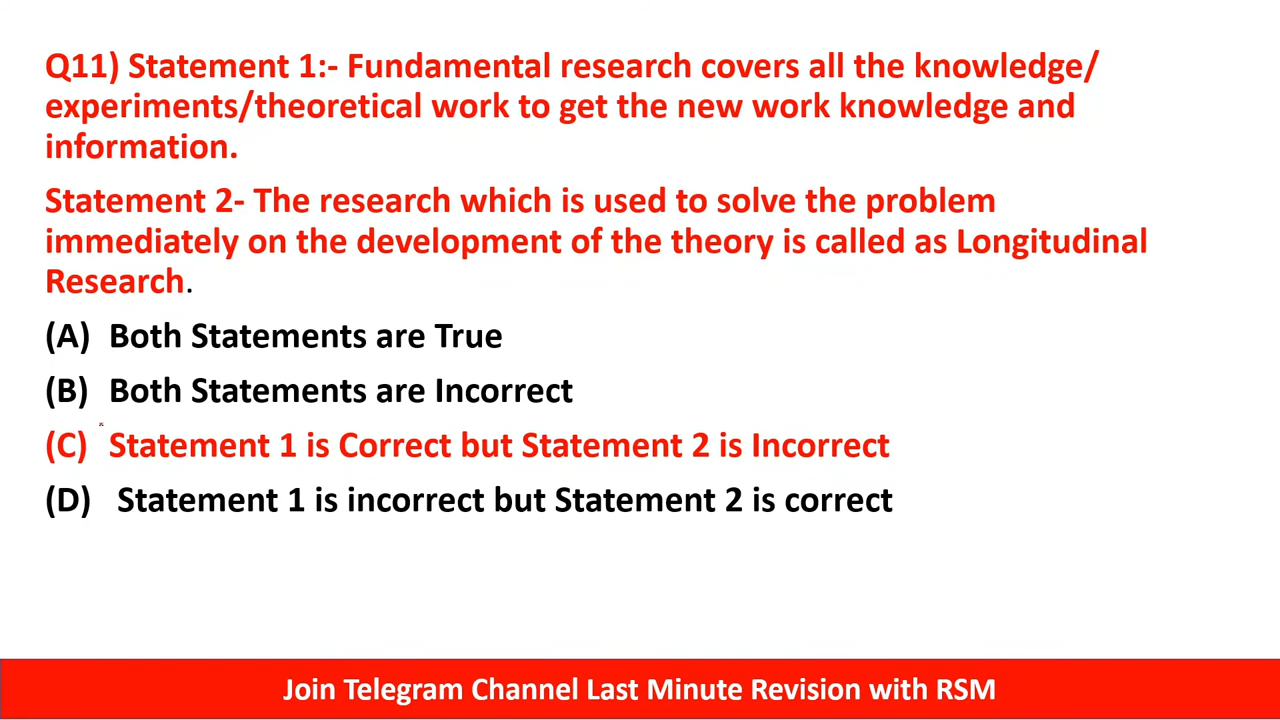 Q11) Statement 1:- Fundamental research covers all the knowledge/
experiments/theoretical work to get the new work knowledge and
information.
Statement 2- The research which is used to solve the problem
immediately on the development of the theory is called as Longitudinal
Research.
(A) Both Statements are True
(B) Both Statements are Incorrect
(C) Statement 1 is Correct but Statement 2 is Incorrect
(D) Statement 1 is incorrect but Statement 2 is correct
Join Telegram Channel Last Minute Revision with RSM